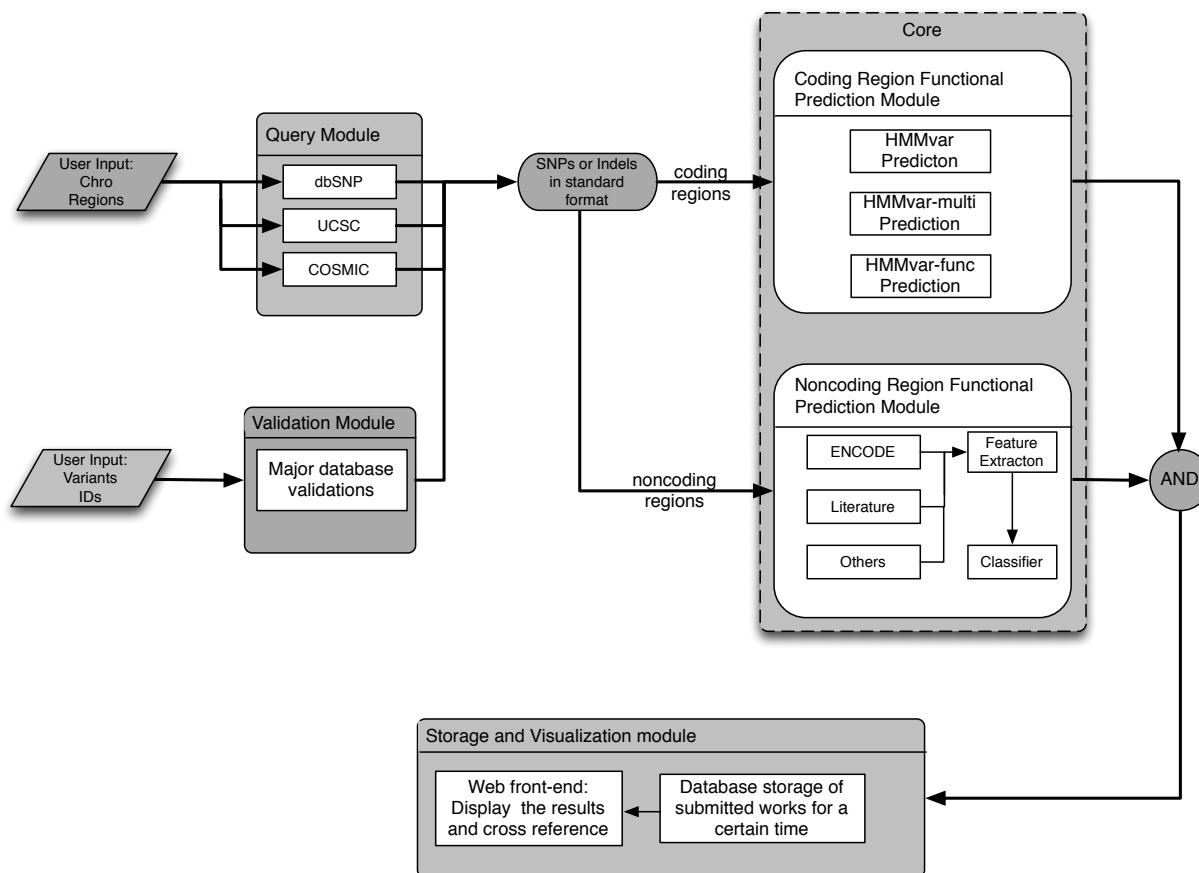 Core
Coding Region Functional
Prediction Module
HMMvar
Predicton
HMMvar-multi
Prediction
HMMvar-func
Prediction
Query Module
dbSNP
UCSC
COSMIC
User Input:
Chro
Regions
SNPs or Indels
in standard
format
coding
regions
Validation Module
Major database
validations
User Input:
Variants
IDs
noncoding
regions
Noncoding Region Functional
Prediction Module
ENCODE
Literature
Others
Feature
Extracton
Classifier
AND
Storage and Visualization module
Web front-end:
Display the results
and cross reference
Database storage of
submitted works for a
certain time